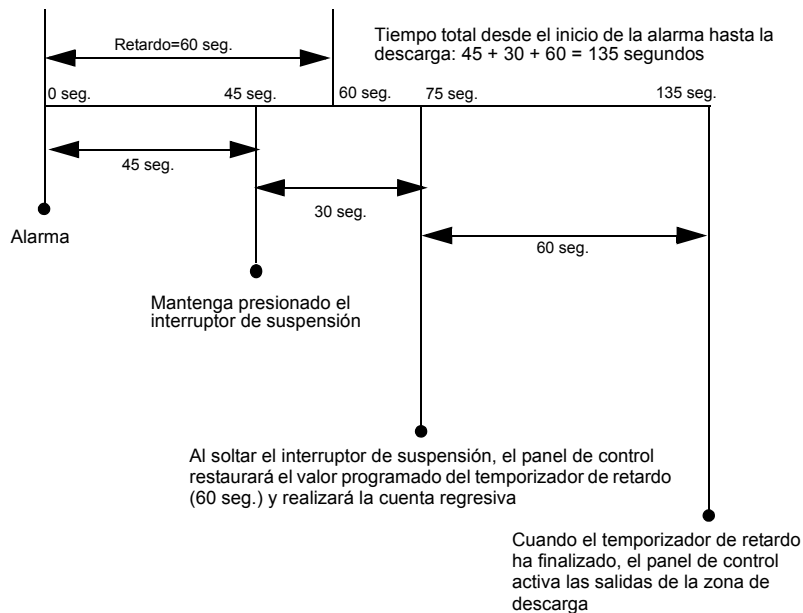 Retardo=60 seg.
Tiempo total desde el inicio de la alarma hasta la
descarga: 45 + 30 + 60 = 135 segundos
0 seg.
45 seg.
60 seg.
75 seg.
135 seg.
45 seg.
30 seg.
60 seg.
Alarma
Mantenga presionado el
interruptor de suspensión
Al soltar el interruptor de suspensión, el panel de control
restaurará el valor programado del temporizador de retardo
(60 seg.) y realizará la cuenta regresiva
Cuando el temporizador de retardo
ha finalizado, el panel de control
activa las salidas de la zona de
descarga